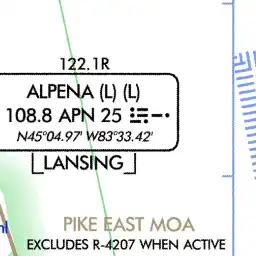 122.1R
ALPENA (L) (L)
108.8 APN 25
N45°04.97' W83°33.42'
LANSING
PIKE EAST MOA
EXCLUDES R-4207 WHEN ACTIVE